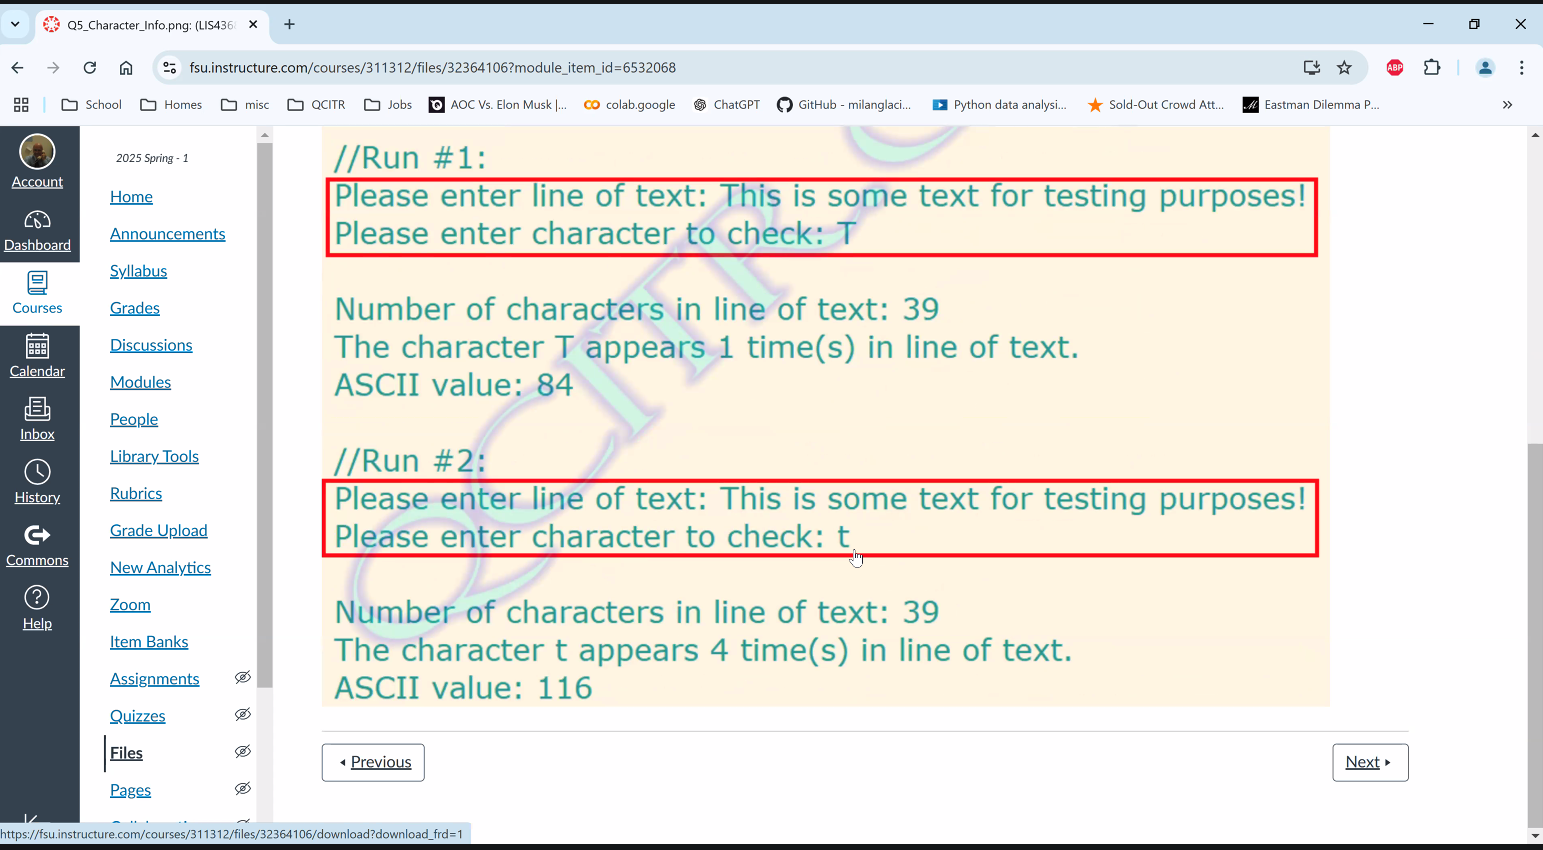 Q5_Character_Info.png: (LIS436
fsu.instructure.com/courses/311312/files/32364106?module_item_id=6532068
ABP
School
Homes
misc
QCITR
Jobs
AOC Vs. Elon Musk |...
colab.google
ChatGPT
GitHub - milanglaci...
Python data analysi...
Sold-Out Crowd Att...
Eastman Dilemma P...
Account
Dashboard
Courses
Calendar
Inbox
History
Commons
Help
2025 Spring - 1
Home
Announcements
Syllabus
Grades
Discussions
Modules
People
Library Tools
Rubrics
Grade Upload
New Analytics
Zoom
Item Banks
Assignments
Quizzes
Files
Pages
//Run #1:
Please enter line of text: This is some text for testing purposes!
Please enter character to check: T
Number of characters in line of text: 39
The character T appears 1 time(s) in line of text.
ASCII value: 84
//Run #2:
Please enter line of text: This is some text for testing purposes!
Please enter character to check: t
Number of characters in line of text: 39
The character t appears 4 time(s) in line of text.
ASCII value: 116
QCITR
Previous
Next
https://fsu.instructure.com/courses/311312/files/32364106/download?download_frd=1